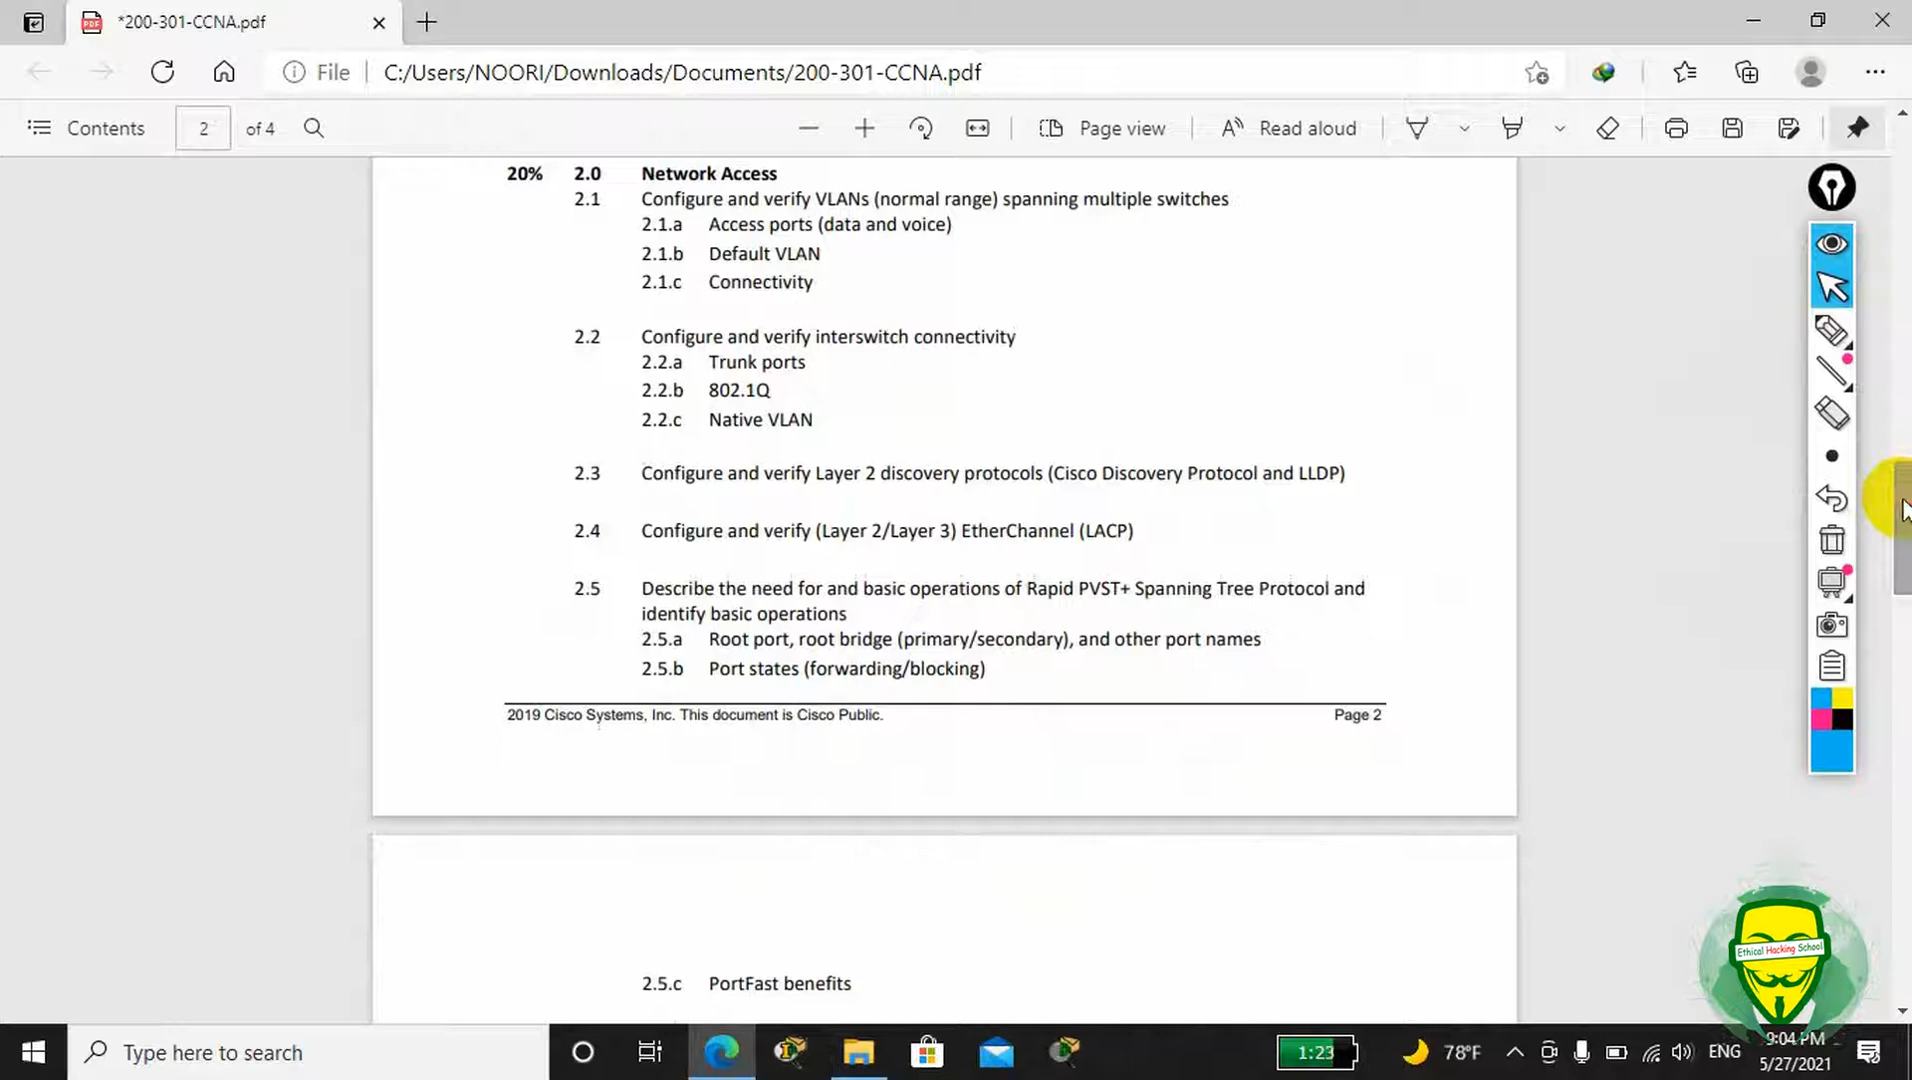 *200-301-CCNA.pdf
File
C:/Users/NOORI/Downloads/Documents/200-301-CCNA.pdf
Contents
2
of 4
Page view
Read aloud
20% 2.0 Network Access
2.1 Configure and verify VLANs (normal range) spanning multiple switches
2.1.a Access ports (data and voice)
2.1.b Default VLAN
2.1.c Connectivity
2.2 Configure and verify interswitch connectivity
2.2.a Trunk ports
2.2.b 802.1Q
2.2.c Native VLAN
2.3 Configure and verify Layer 2 discovery protocols (Cisco Discovery Protocol and LLDP)
2.4 Configure and verify (Layer 2/Layer 3) EtherChannel (LACP)
2.5 Describe the need for and basic operations of Rapid PVST+ Spanning Tree Protocol and
identify basic operations
2.5.a Root port, root bridge (primary/secondary), and other port names
2.5.b Port states (forwarding/blocking)
2019 Cisco Systems, Inc. This document is Cisco Public. Page 2
2.5.c PortFast benefits
Ethical Hacking School
Type here to search
1:23
78°F
ENG
9:04 PM
5/27/2021